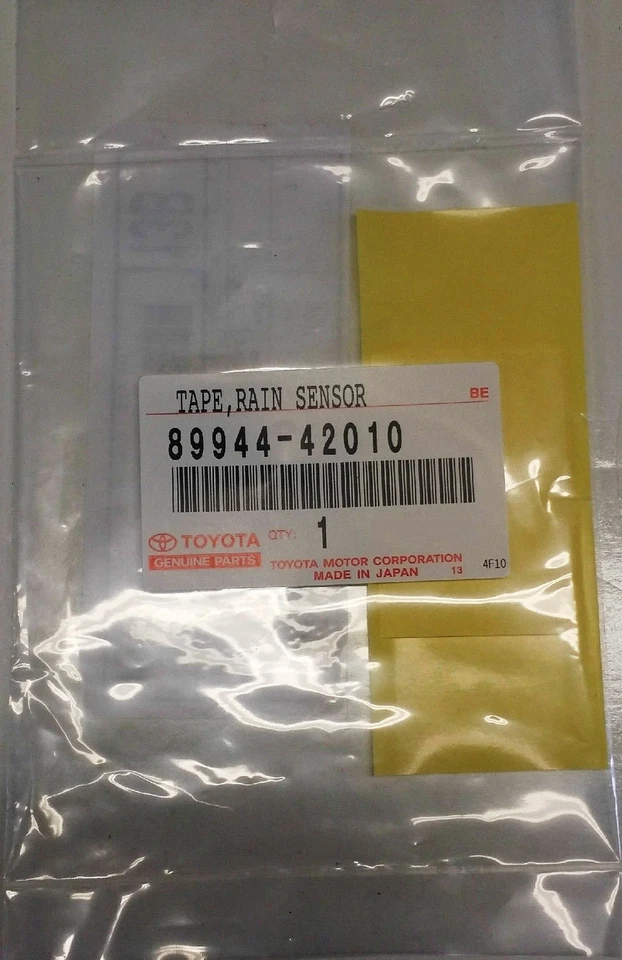 TAPE,RAIN SENSOR
BE
89944-42010
TOYOTA
QTY: 1
GENUINE PARTS
TOYOTA MOTOR CORPORATION
MADE IN JAPAN 13
4F10